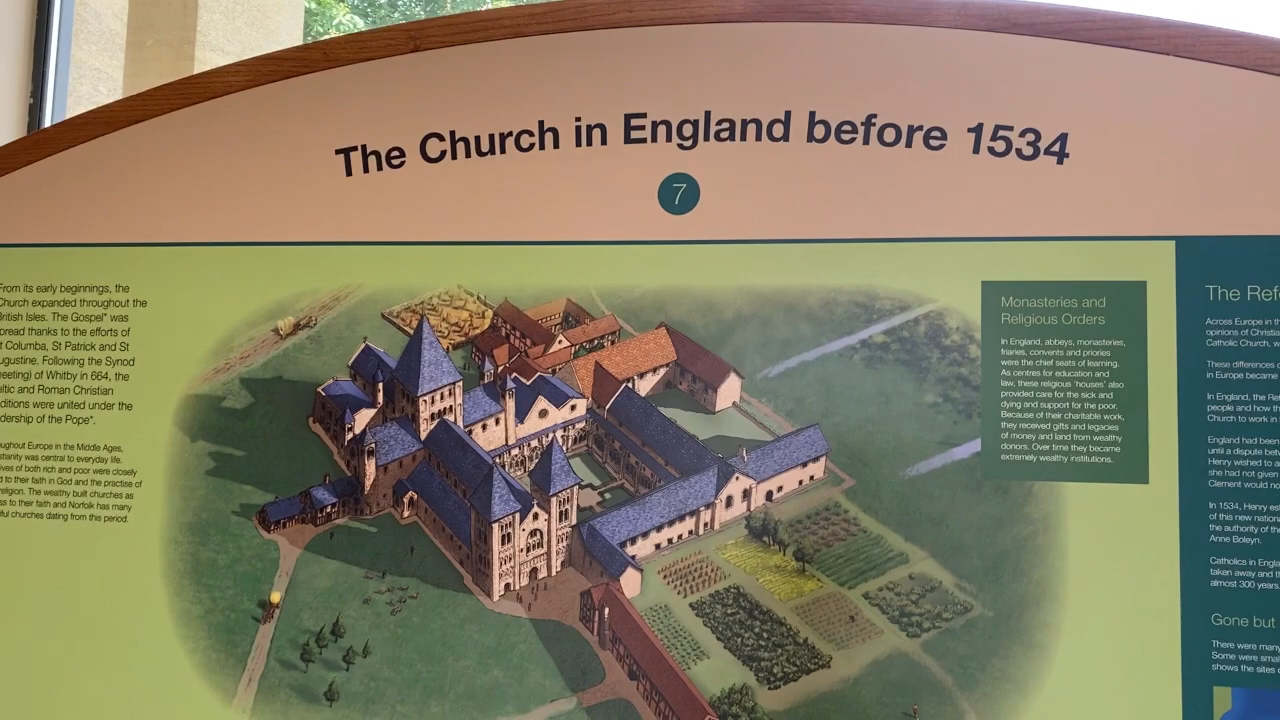 The Church in England before 1534
7
From its early beginnings, the
Church expanded throughout the
British Isles. The Gospel* was
spread thanks to the efforts of
St Columba, St Patrick and St
Augustine. Following the Synod
(meeting) of Whitby in 664, the
Celtic and Roman Christian
traditions were united under the
leadership of the Pope*.
Throughout Europe in the Middle Ages,
Christianity was central to everyday life.
lives of both rich and poor were closely
to their faith in God and the practise of
religion. The wealthy built churches as
to their faith and Norfolk has many
churches dating from this period.
Monasteries and
Religious Orders
In England, abbeys, monasteries,
friaries, convents and priories
were the chief seats of learning.
As centres for education and
law, these religious 'houses' also
provided care for the sick and
dying and support for the poor.
Because of their charitable work,
they received gifts and legacies
of money and land from wealthy
donors. Over time they became
extremely wealthy institutions.
The Ref
Across Europe in th
opinions of Christia
Catholic Church, w
These differences o
in Europe became
In England, the Ref
people and how th
Church to work in
England had been
until a dispute betw
Henry wished to a
she had not given
Clement would no
In 1534, Henry est
of this new nation
the authority of the
Anne Boleyn.
Catholics in Engla
taken away and th
almost 300 years
Gone but
There were many
Some were smal
shows the sites o